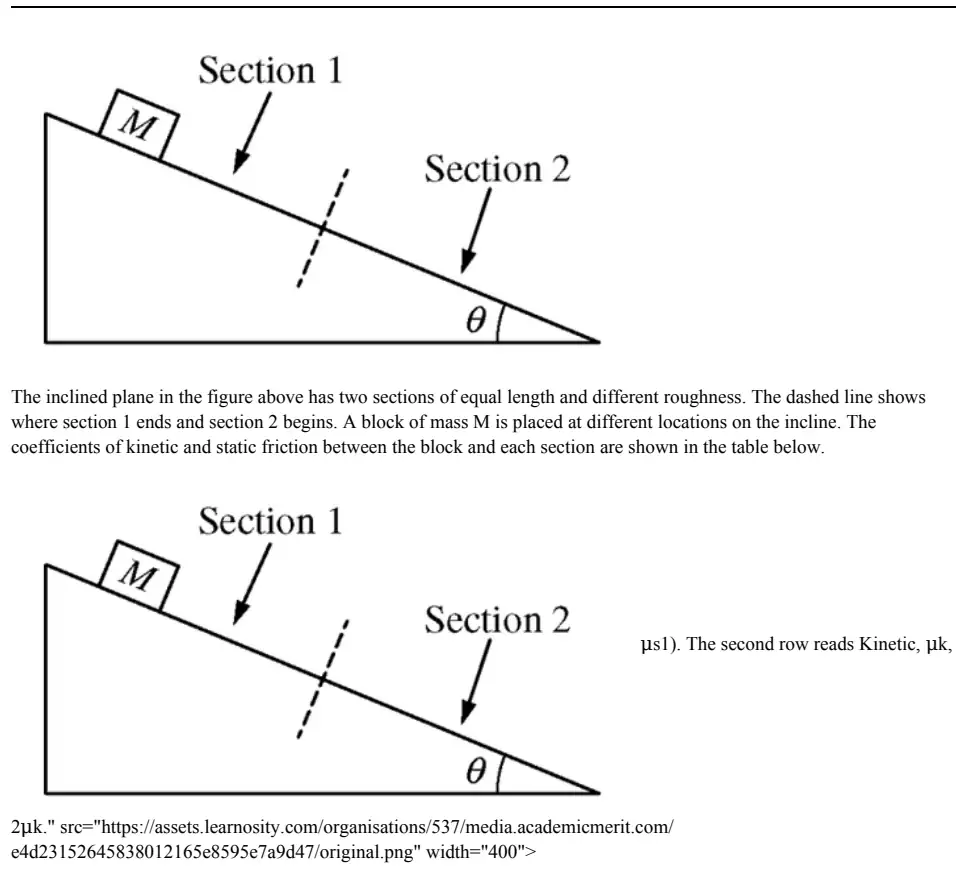 Section 1
M
Section 2
θ
The inclined plane in the figure above has two sections of equal length and different roughness. The dashed line shows
where section 1 ends and section 2 begins. A block of mass M is placed at different locations on the incline. The
coefficients of kinetic and static friction between the block and each section are shown in the table below.
Section 1
M
Section 2
μs1). The second row reads Kinetic, μk,
θ
2μk." src="https://assets.learnosity.com/organisations/537/media.academicmerit.com/
e4d23152645838012165e8595e7a9d47/original.png" width="400">